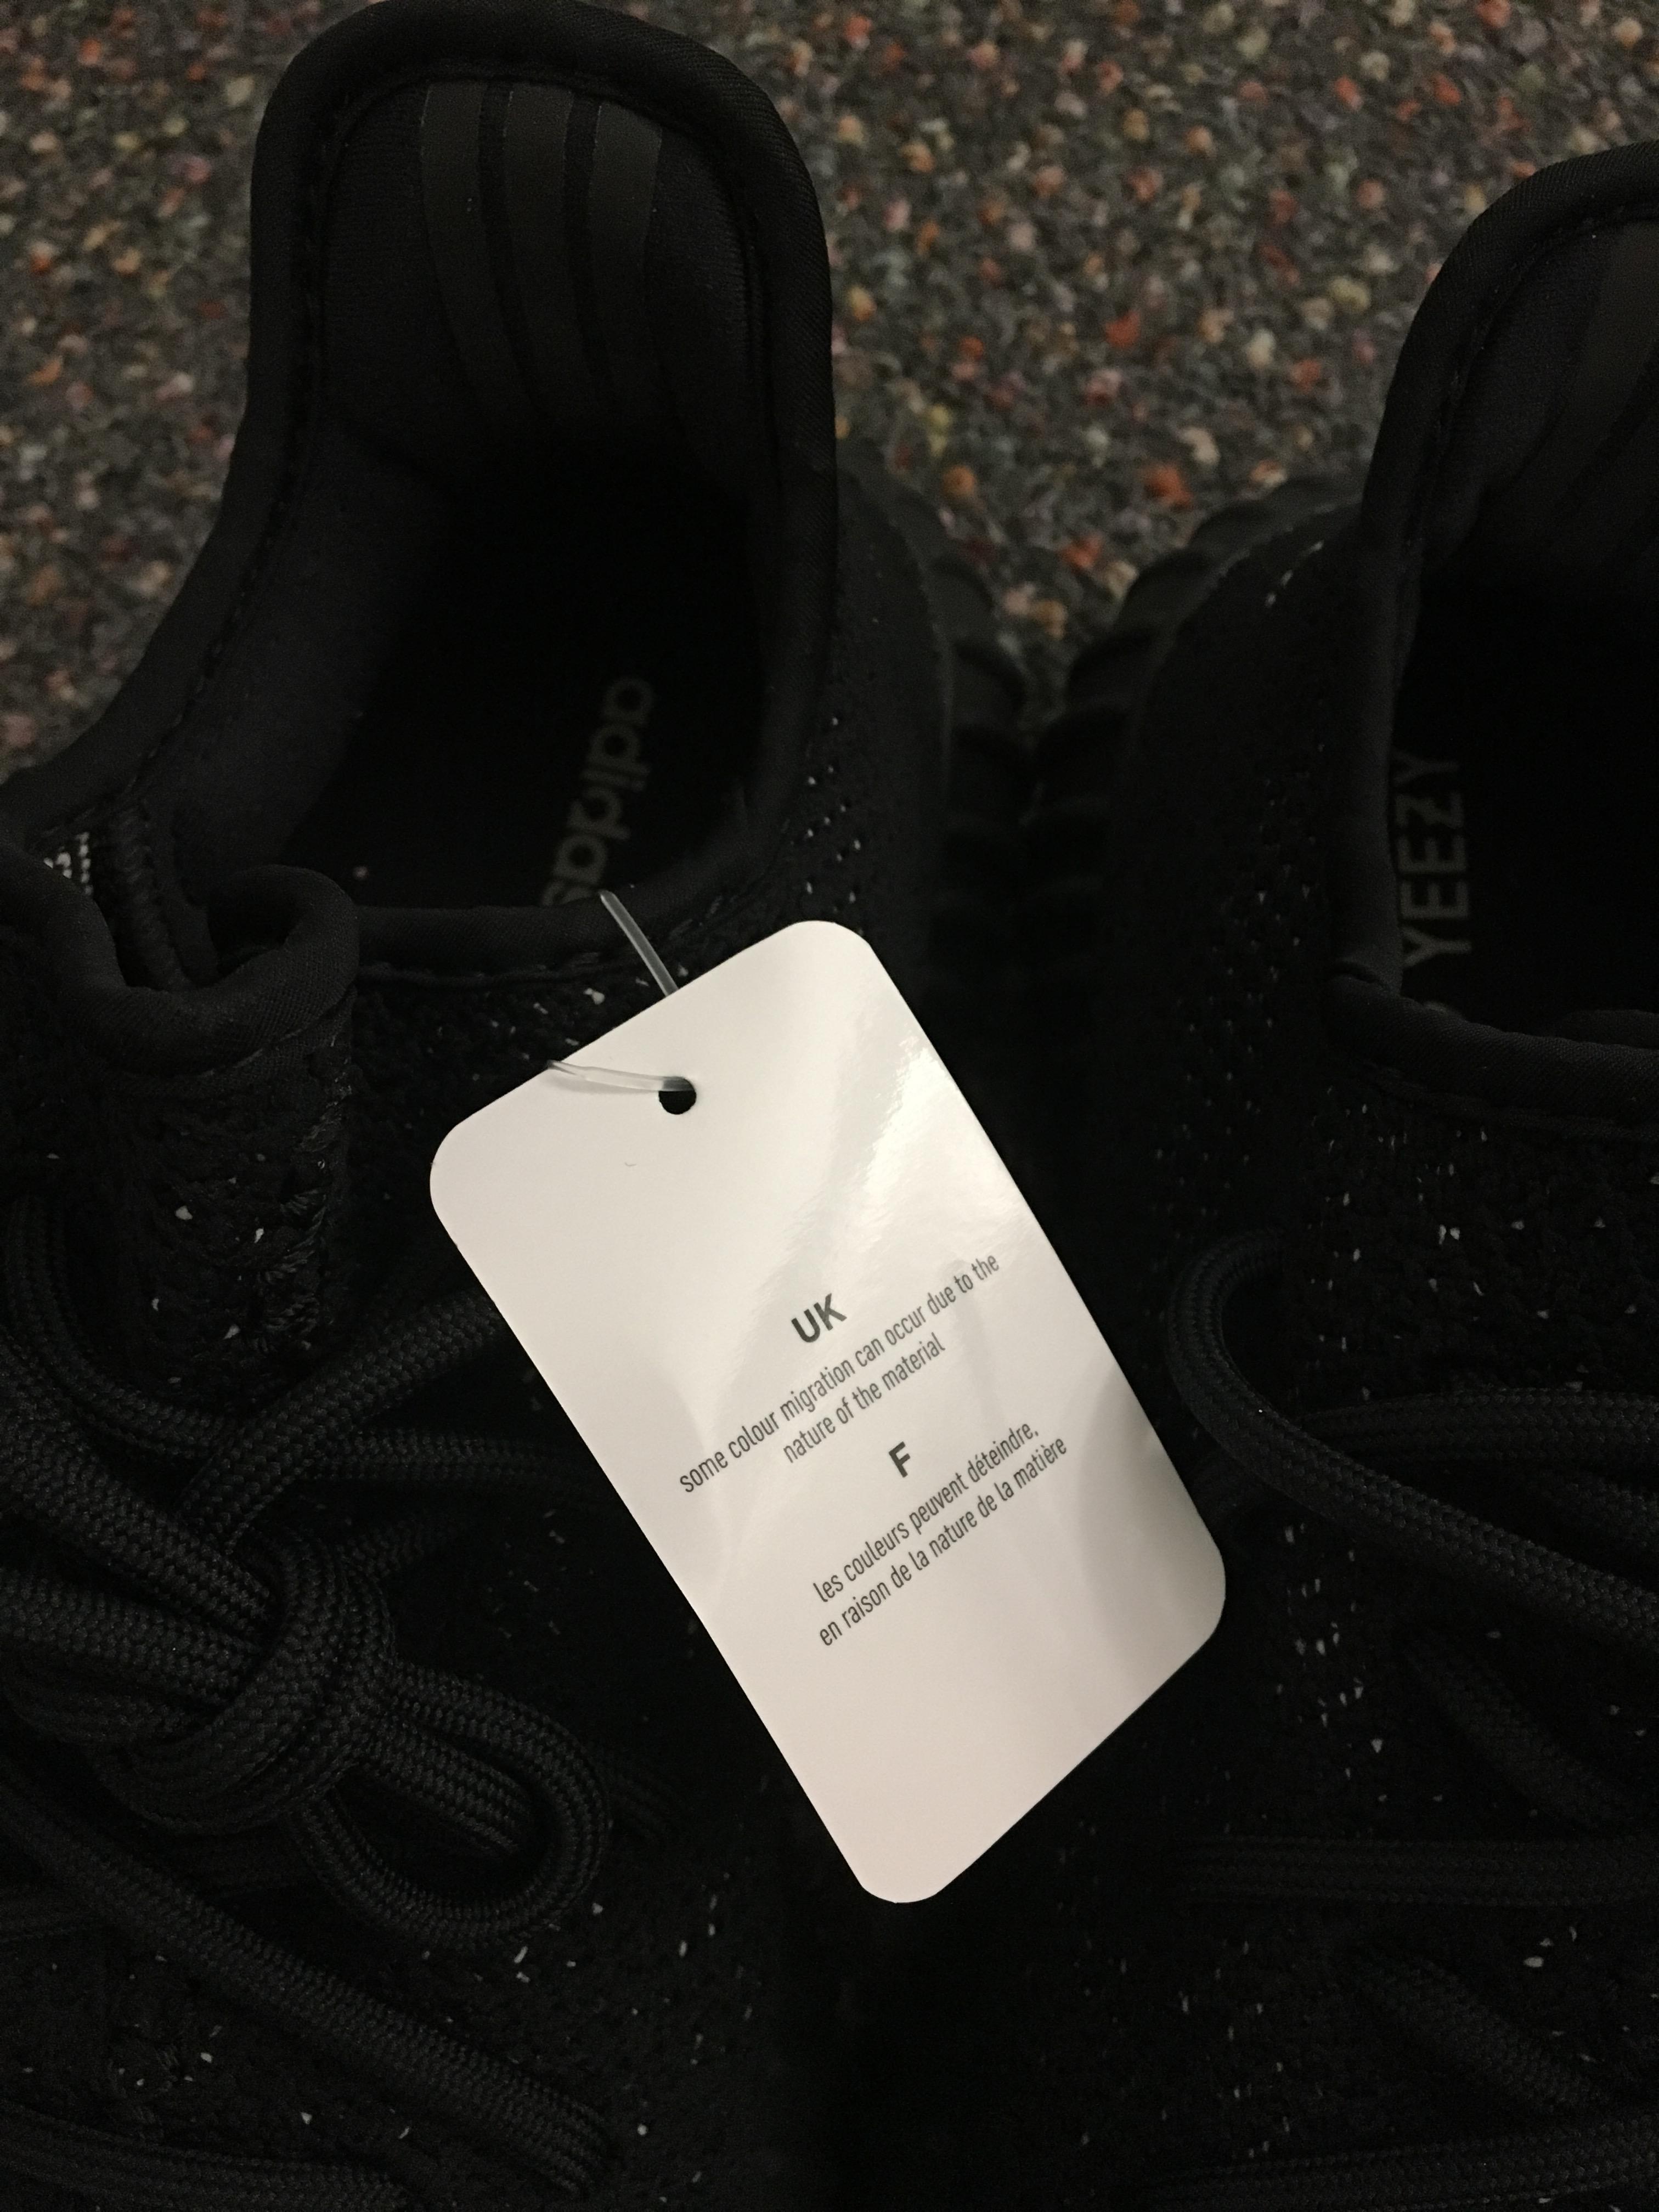 adidas
YEEZY
UK
some colour migration can occur due to the
nature of the material
F
les couleurs peuvent déteindre,
en raison de la nature de la matière